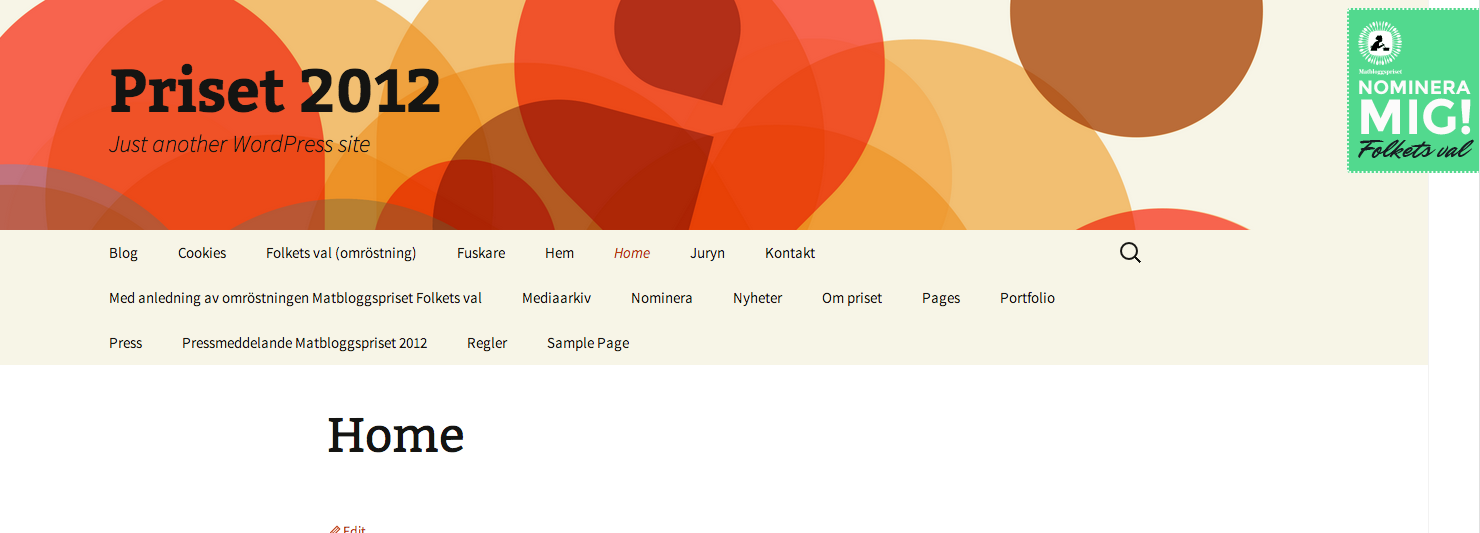 Priset 2012
Just another WordPress site
Matbloggspriset
NOMINERA
MIG!
Folkets val
Blog Cookies Folkets val (omröstning) Fuskare Hem Home Juryn Kontakt
Med anledning av omröstningen Matbloggspriset Folkets val Mediaarkiv Nominera Nyheter Om priset Pages Portfolio
Press Pressmeddelande Matbloggspriset 2012 Regler Sample Page
Home
Edit